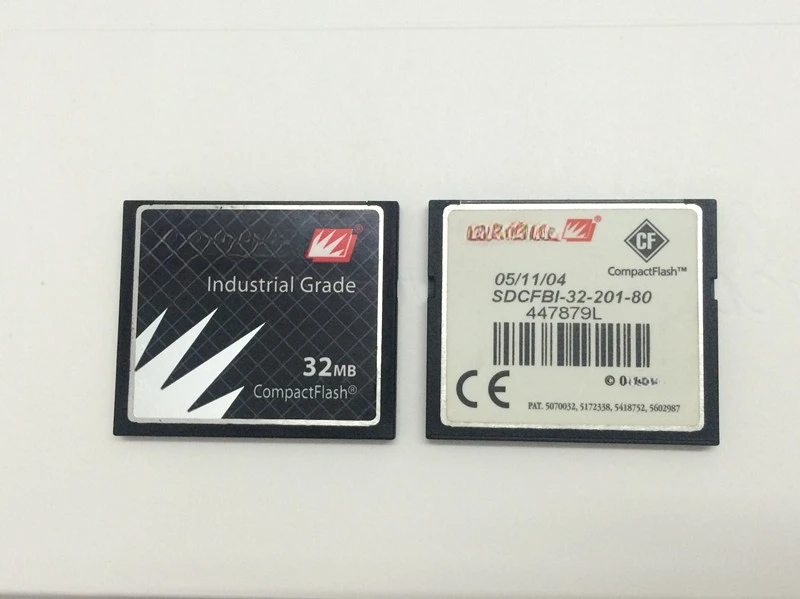 Industrial Grade
32MB
CompactFlash®
CF
CompactFlash™
05/11/04
SDCFBI-32-201-80
447879L
CE
©
PAT. 5070032, 5172338, 5418752, 5602987